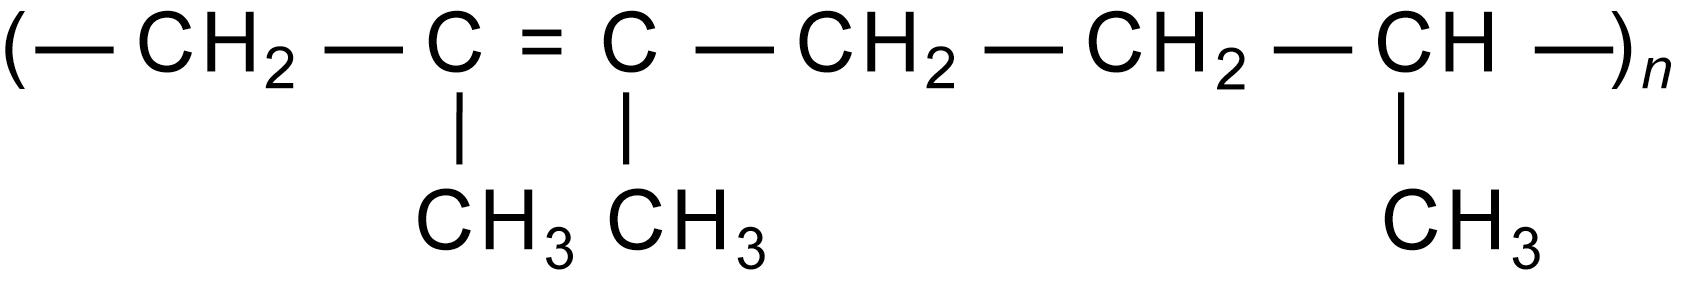 (—CH₂—C=C—CH₂—CH₂—CH—)ₙ
CH₃ CH₃ CH₃